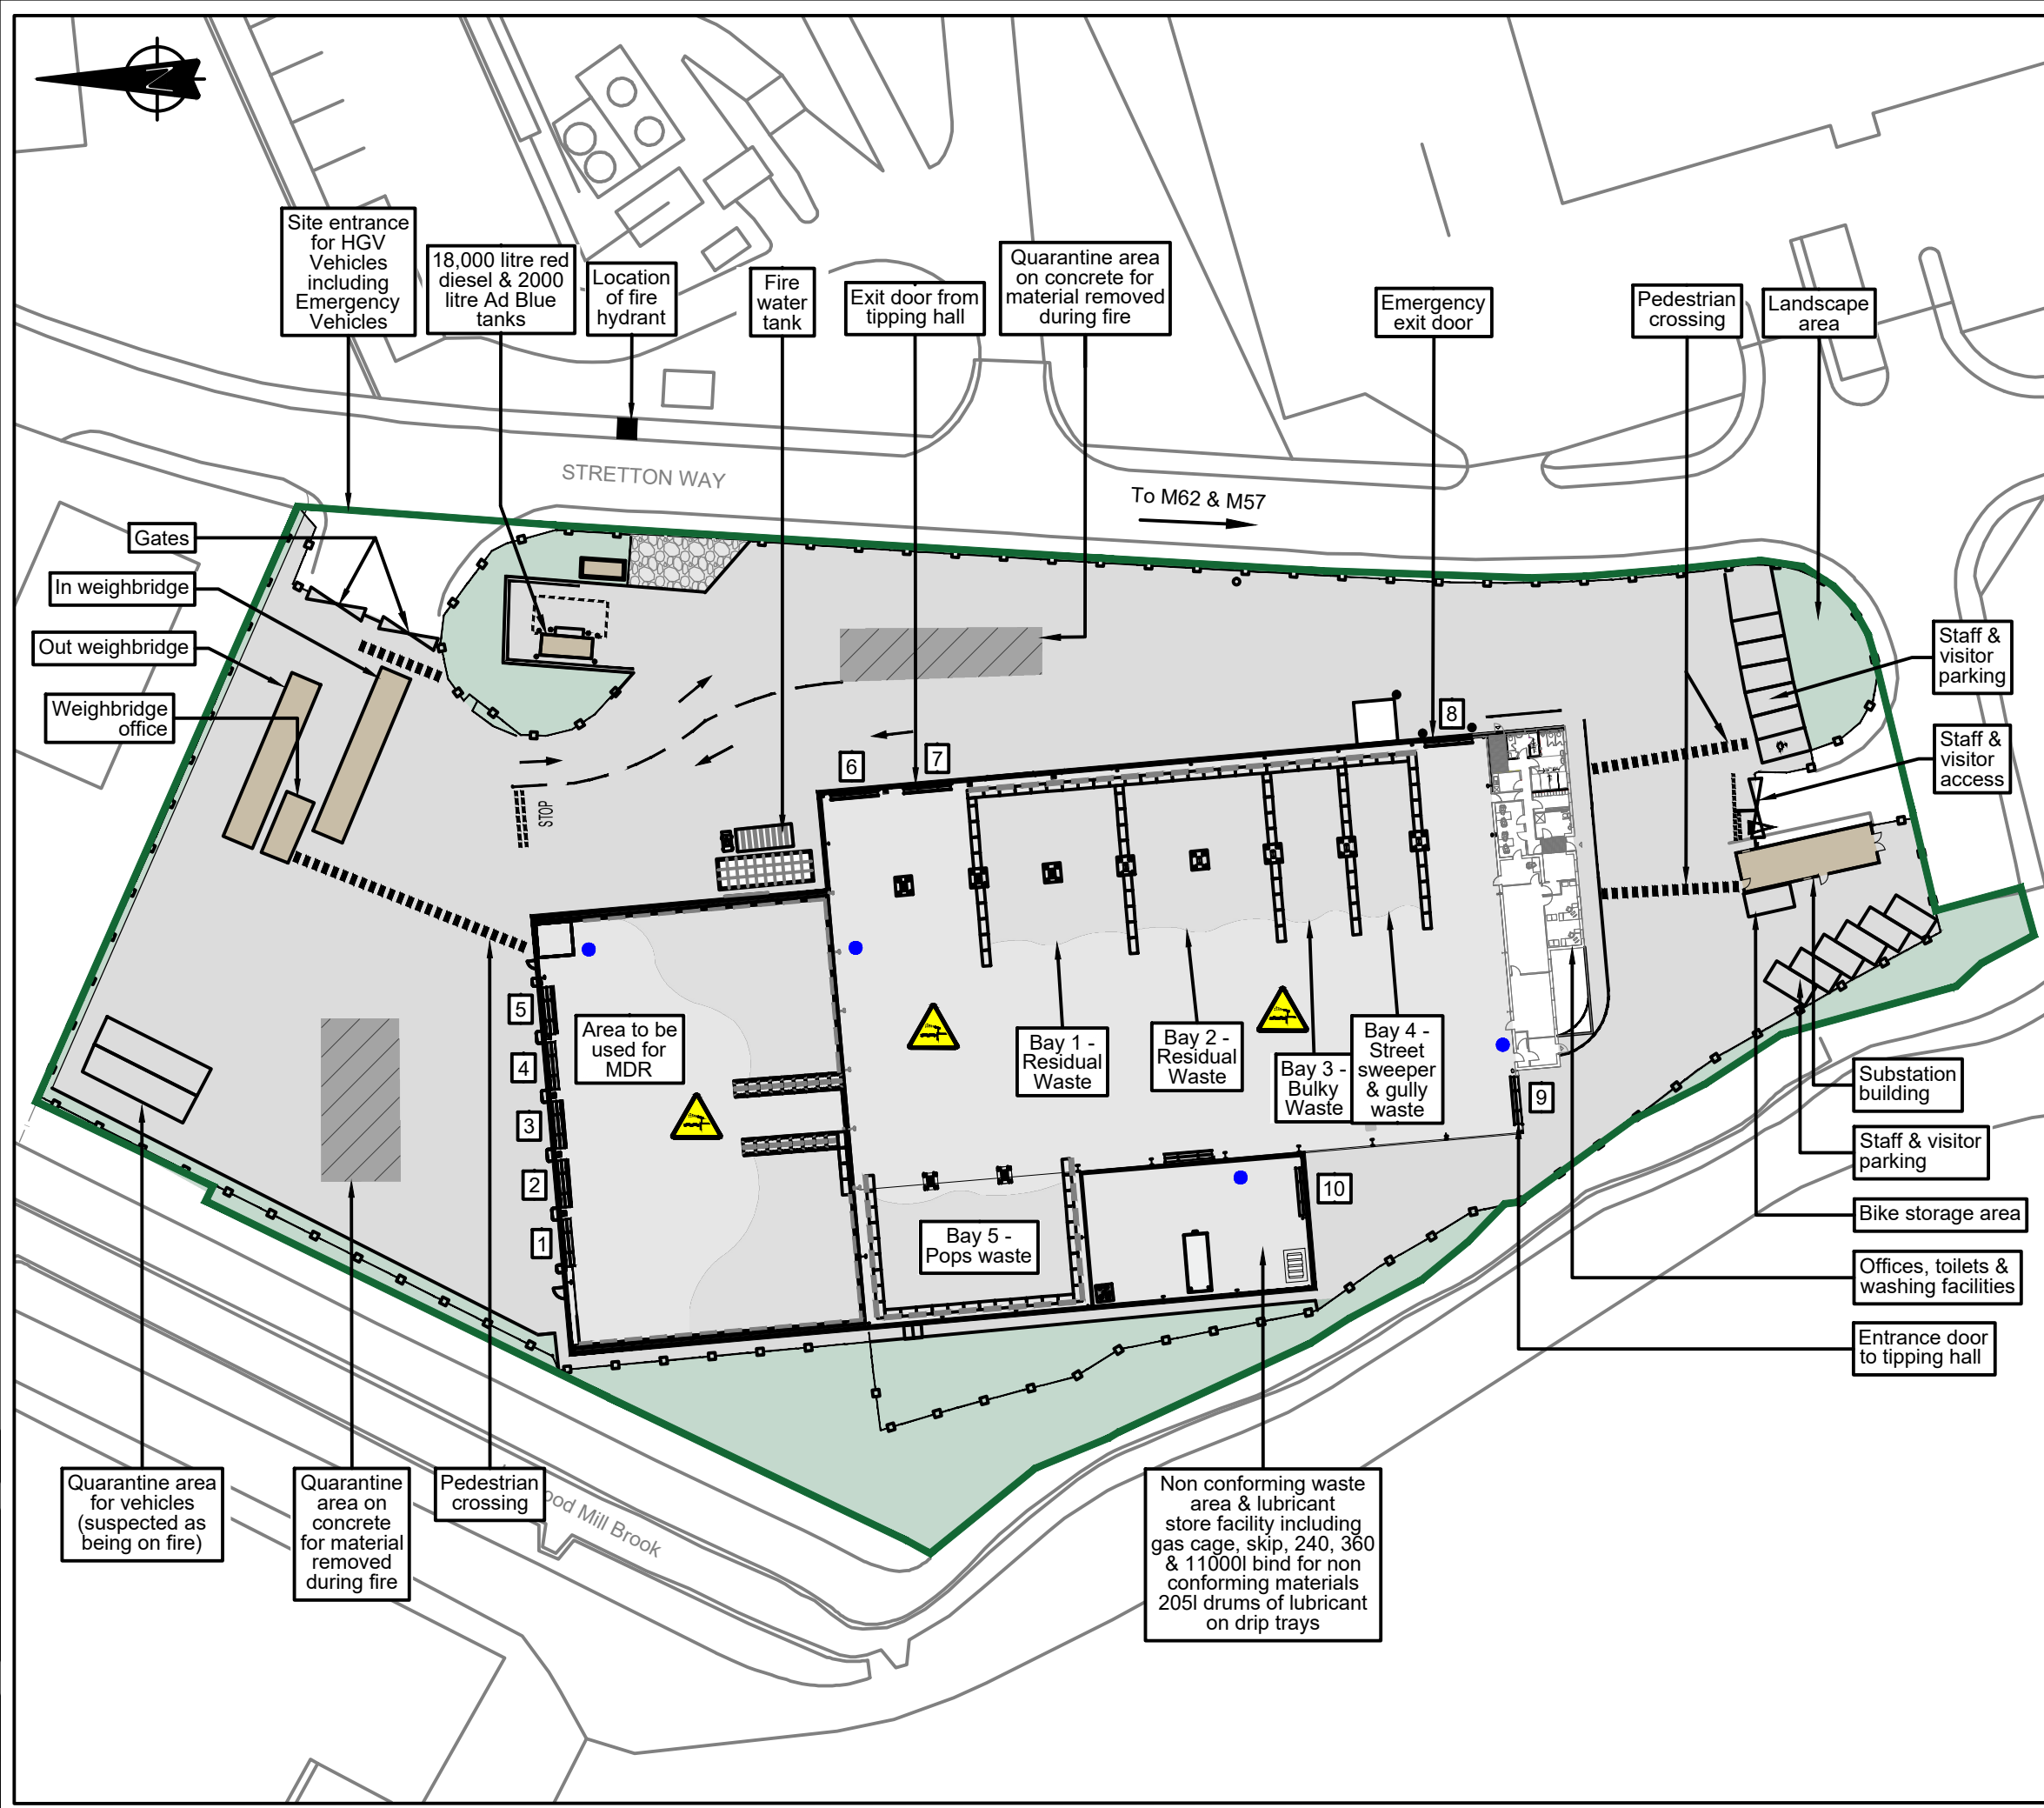 N
Site entrance
for HGV
Vehicles
including
Emergency
Vehicles
18,000 litre red
diesel & 2000
litre Ad Blue
tanks
Location
of fire
hydrant
Fire
water
tank
Exit door from
tipping hall
Quarantine area
on concrete for
material removed
during fire
Emergency
exit door
Pedestrian
crossing
Landscape
area
STRETTON WAY
To M62 & M57
Gates
In weighbridge
Out weighbridge
Weighbridge
office
Staff &
visitor
parking
Staff &
visitor
access
STOP
6
7
8
5
4
3
2
1
9
10
Area to be
used for
MDR
Bay 1 -
Residual
Waste
Bay 2 -
Residual
Waste
Bay 3 -
Bulky
Waste
Bay 4 -
Street
sweeper
& gully
waste
Bay 5 -
Pops waste
Substation
building
Staff & visitor
parking
Bike storage area
Offices, toilets &
washing facilities
Entrance door
to tipping hall
Quarantine area
for vehicles
(suspected as
being on fire)
Quarantine
area on
concrete
for material
removed
during fire
Pedestrian
crossing
ood Mill Brook
Non conforming waste
area & lubricant
store facility including
gas cage, skip, 240, 360
& 11000l bind for non
conforming materials
205l drums of lubricant
on drip trays